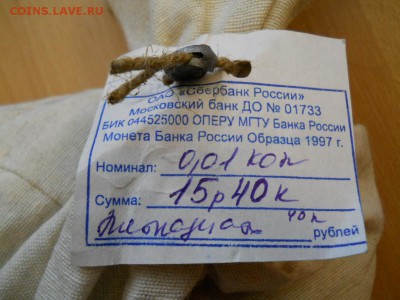 COINS.LAVE.RU
ОАО «Сбербанк России»
Московский банк ДО № 01733
БИК 044525000 ОПЕРУ МГТУ Банка России
Монета Банка России Образца 1997 г.
Номинал: 0,01 коп
Сумма: 15р 40к
40к рублей